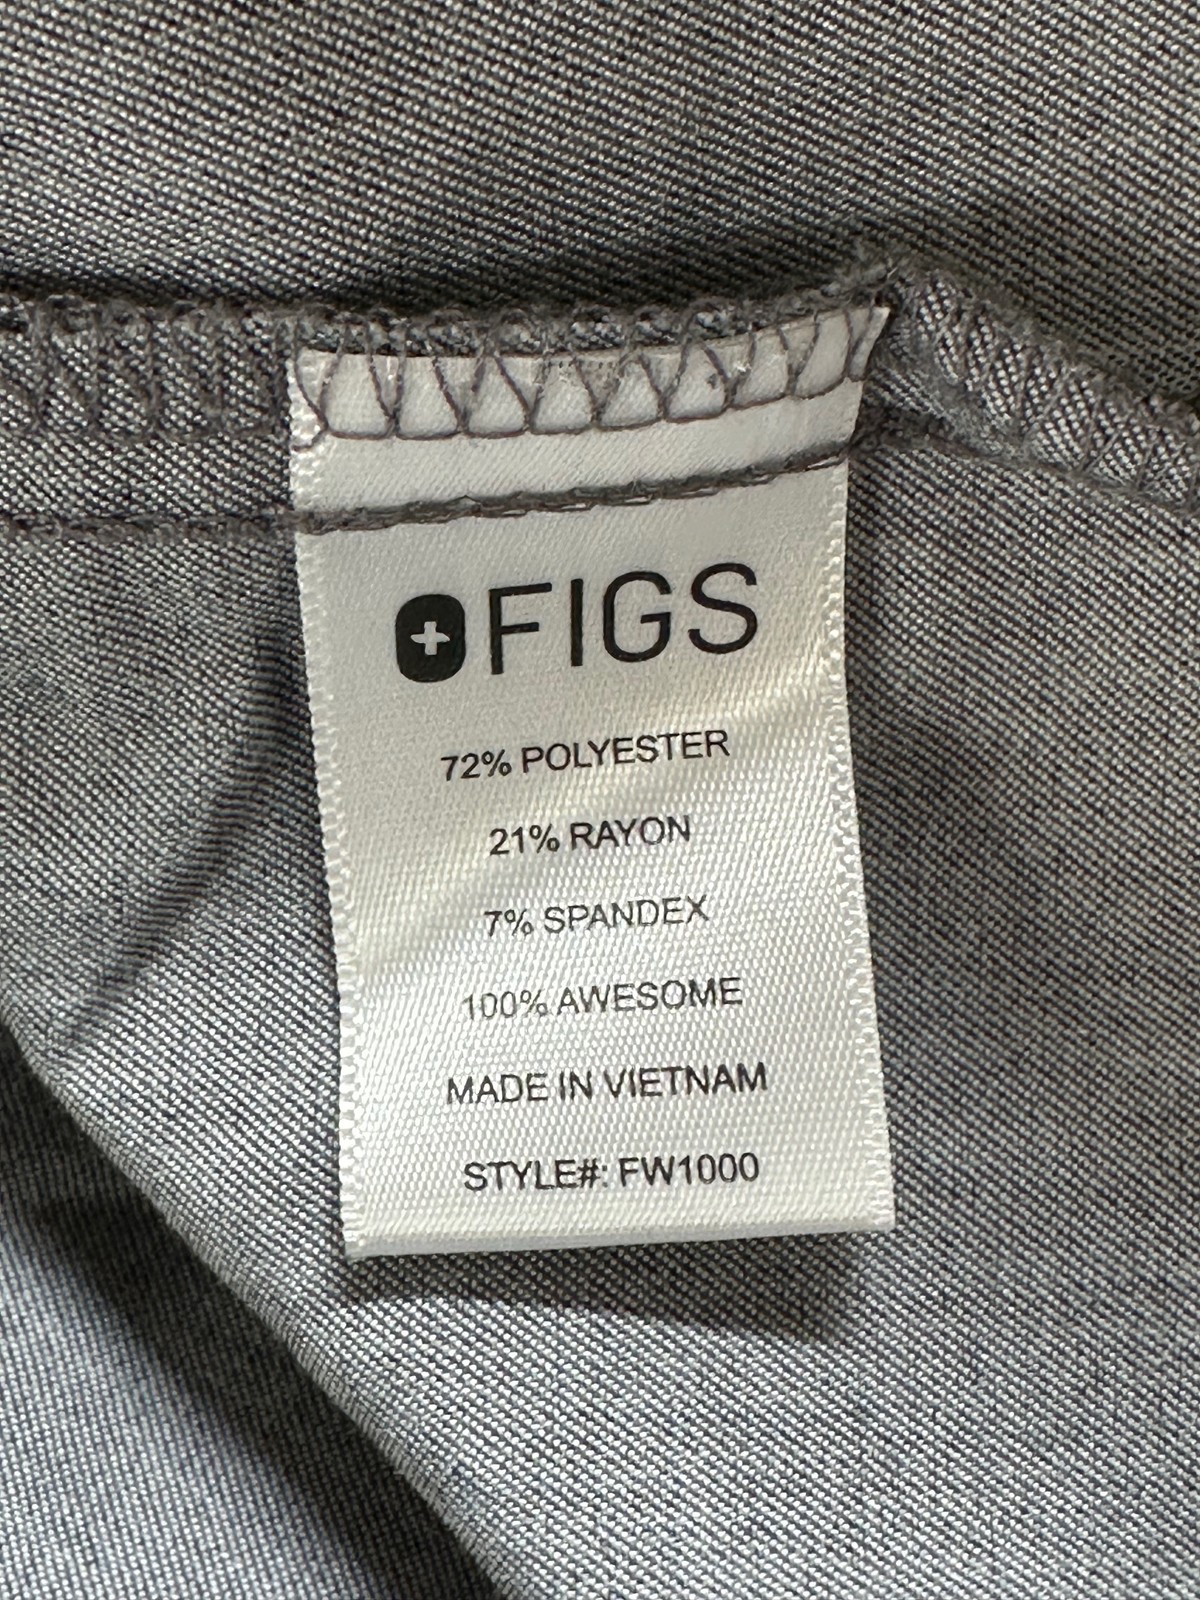 FIGS
72% POLYESTER
21% RAYON
7% SPANDEX
100% AWESOME
MADE IN VIETNAM
STYLE#: FW1000